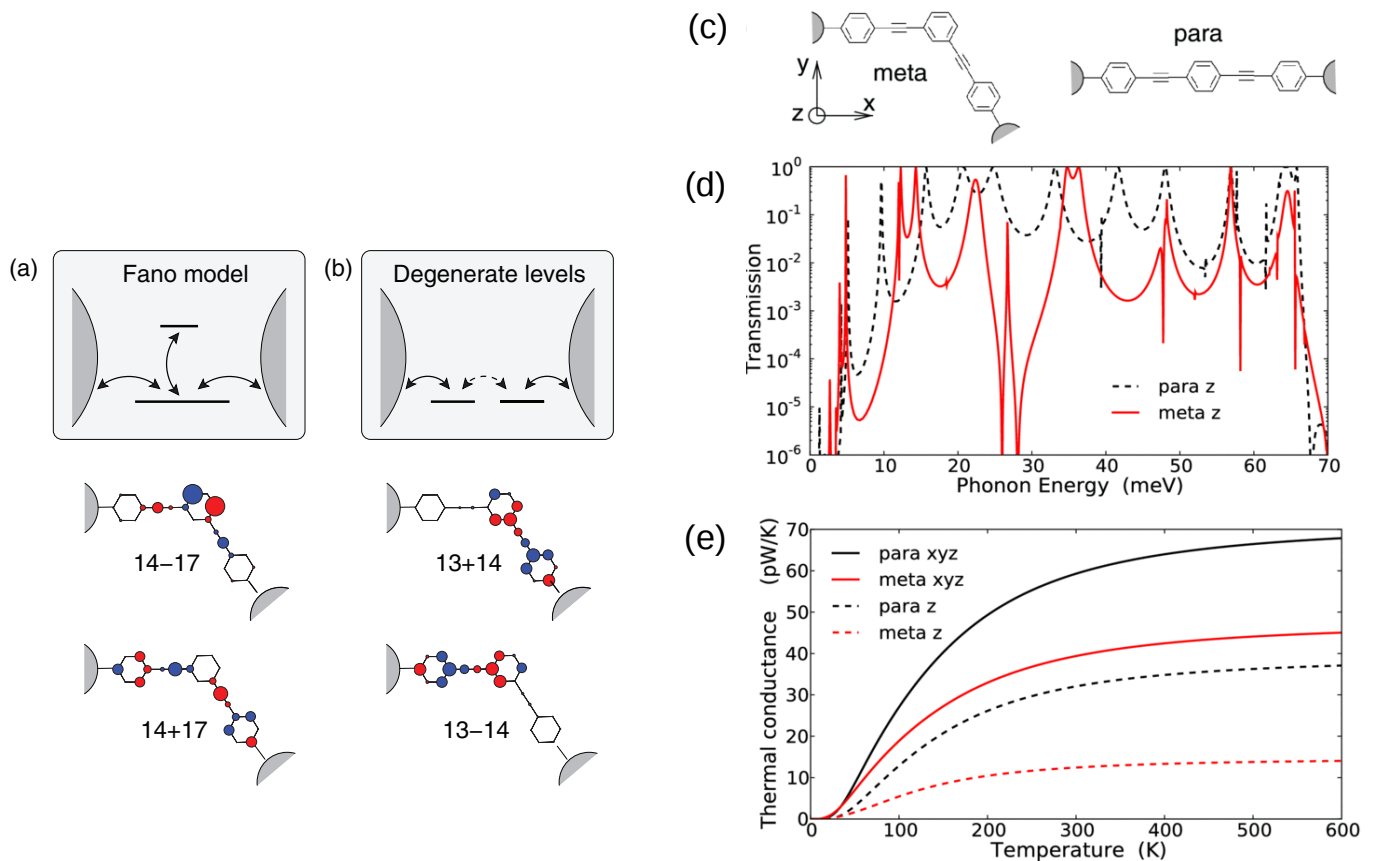 (a)
Fano model
14−17
14+17
(b)
Degenerate levels
13+14
13−14
(c)
meta
para
y
z
x
(d)
Transmission
10^0
10^-1
10^-2
10^-3
10^-4
10^-5
10^-6
para z
meta z
0 10 20 30 40 50 60 70
Phonon Energy (meV)
(e)
Thermal conductance (pW/K)
70
60
50
40
30
20
10
0
para xyz
meta xyz
para z
meta z
0 100 200 300 400 500 600
Temperature (K)